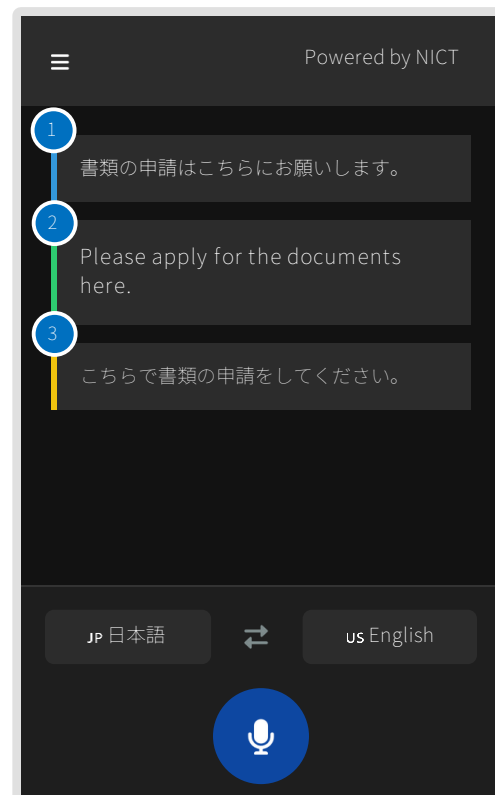 Powered by NICT
1
書類の申請はこちらにお願いします。
2
Please apply for the documents
here.
3
こちらで書類の申請をしてください。
JP 日本語
US English